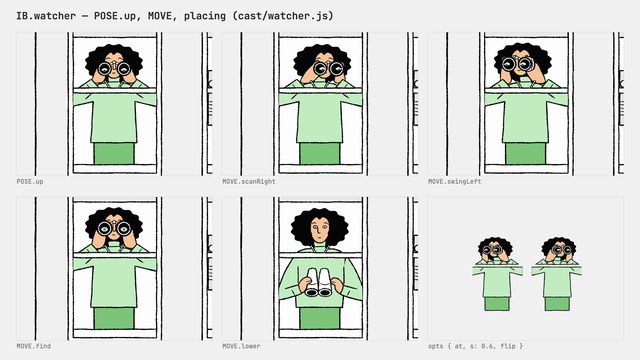 IB.watcher — POSE.up, MOVE, placing (cast/watcher.js)
POSE.up
MOVE.scanRight
MOVE.swingLeft
MOVE.find
MOVE.lower
opts { at, s: 0.6, flip }